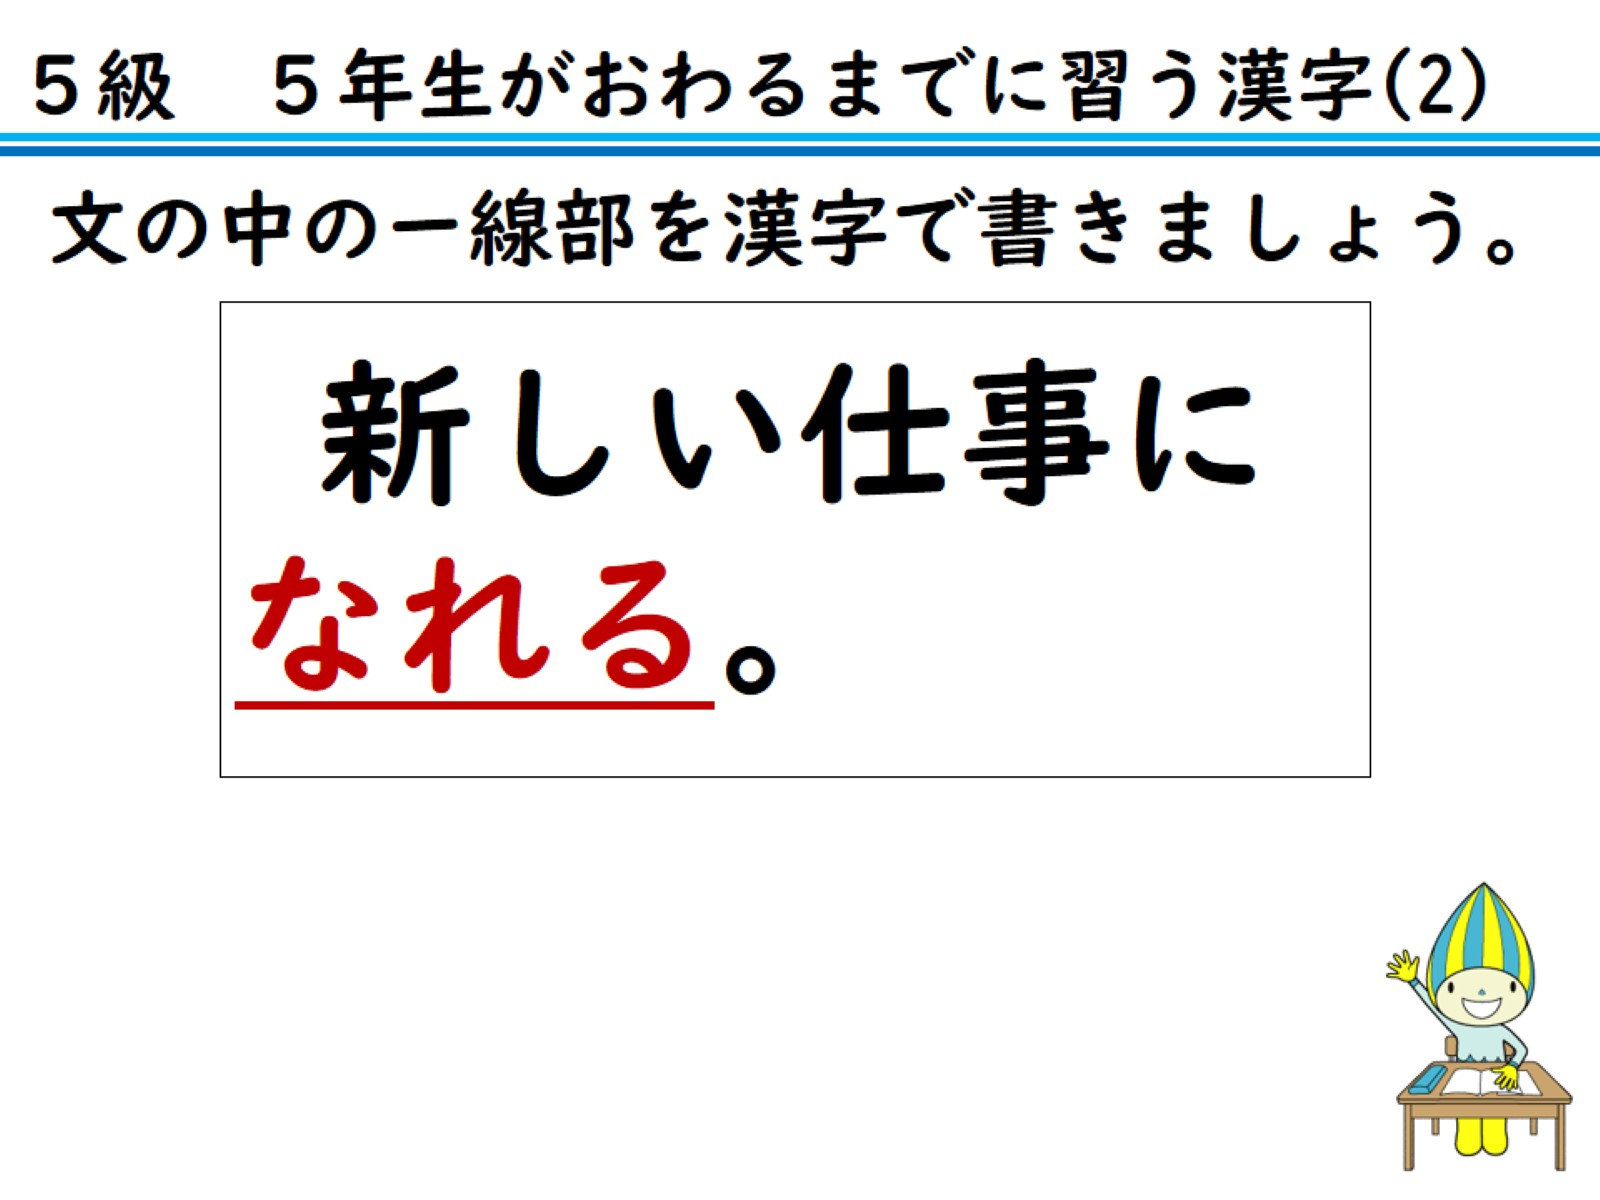 ５級　５年生がおわるまでに習う漢字(2)
文の中の一線部を漢字で書きましょう。
新しい仕事に
なれる。